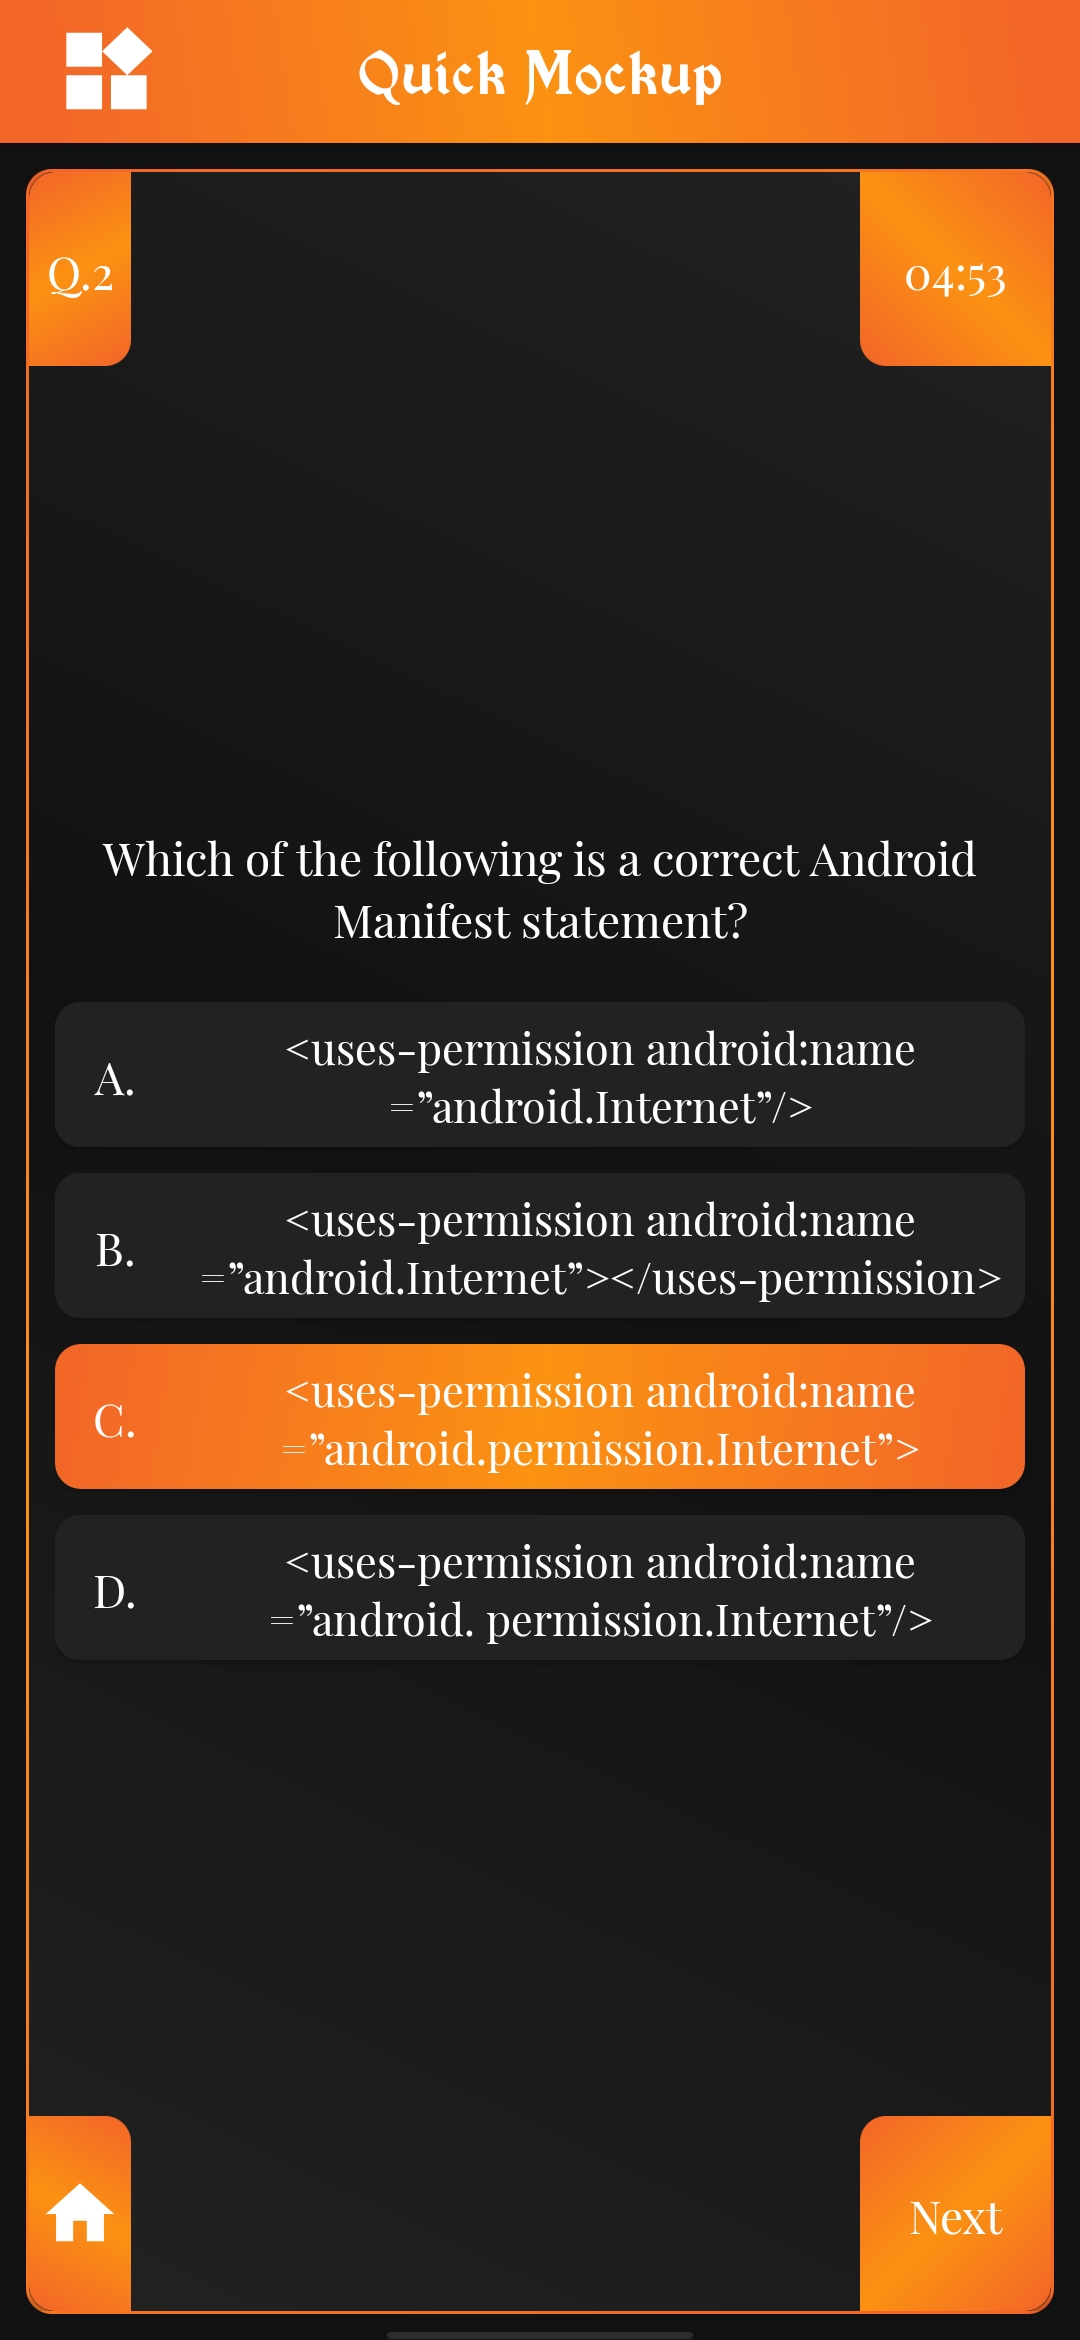 Quick Mockup
Q.2
04:53
Which of the following is a correct Android
Manifest statement?
A.
<uses-permission android:name
=”android.Internet”/>
B.
<uses-permission android:name
=”android.Internet”></uses-permission>
C.
<uses-permission android:name
=”android.permission.Internet”>
D.
<uses-permission android:name
=”android. permission.Internet”/>
Next